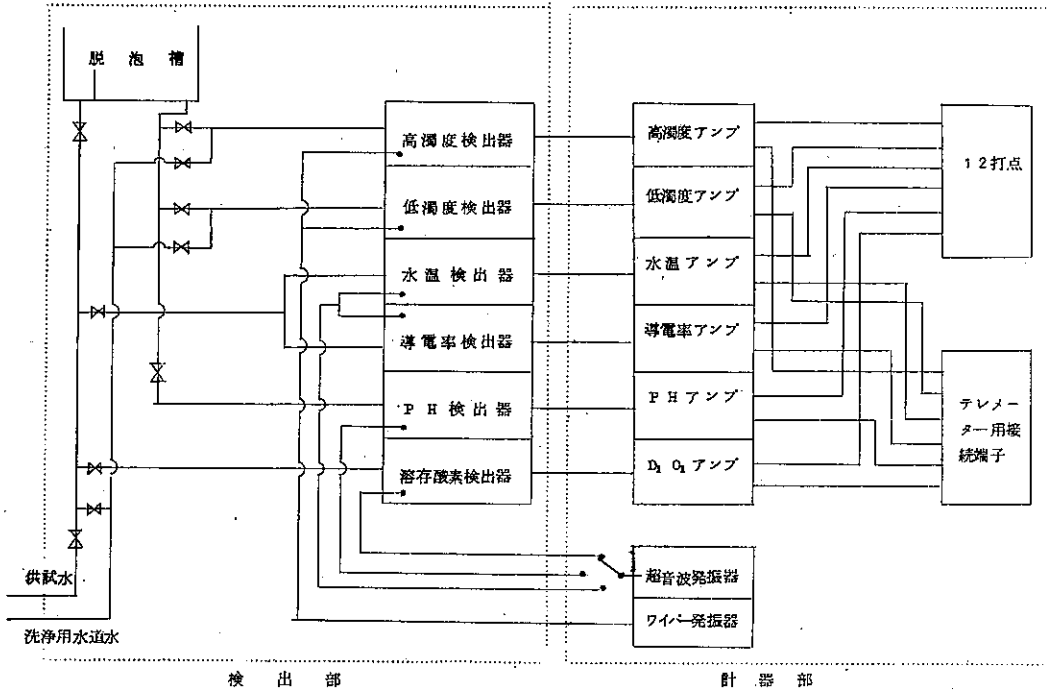 脱泡槽
高濁度検出器
低濁度検出器
水温検出器
導電率検出器
PH検出器
溶存酸素検出器
高濁度アンプ
低濁度アンプ
水温アンプ
導電率アンプ
PHアンプ
D.O.アンプ
12打点
テレメー
ター用接
続端子
超音波発振器
ワイパー発振器
供試水
洗浄用水道水
検出部
計器部